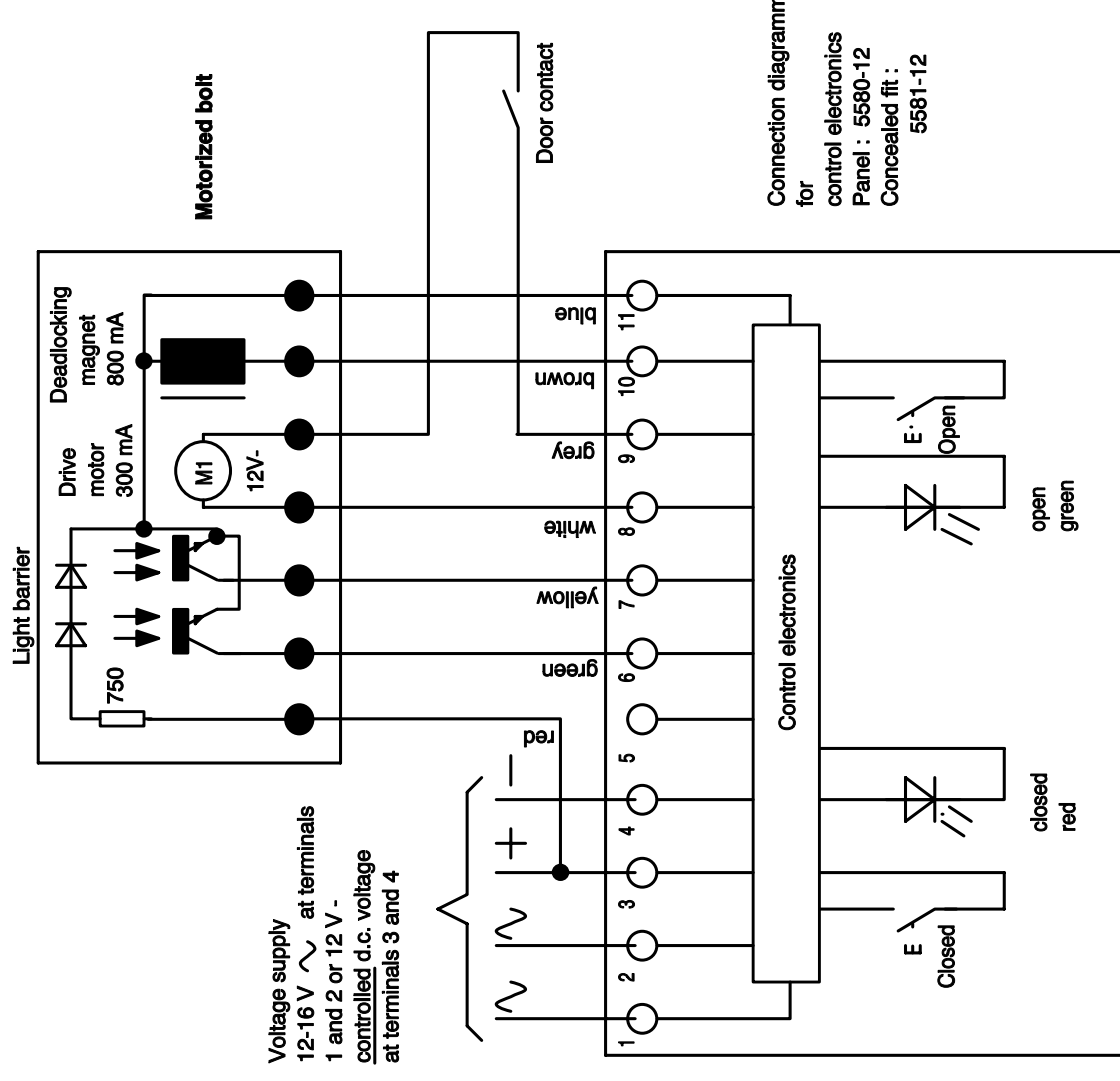 Motorized bolt
Connection diagramm
for
control electronics
Panel : 5580-12
Concealed fit :
5581-12
Light barrier
750
Drive
motor
300 mA
Deadlocking
magnet
800 mA
M1
12V-
Door contact
Voltage supply
12-16 V ∿ at terminals
1 and 2 or 12 V -
controlled d.c. voltage
at terminals 3 and 4
∿
∿
+
−
red
green
yellow
white
grey
brown
blue
1
2
3
4
5
6
7
8
9
10
11
Control electronics
E
Closed
closed
red
open
green
E
Open